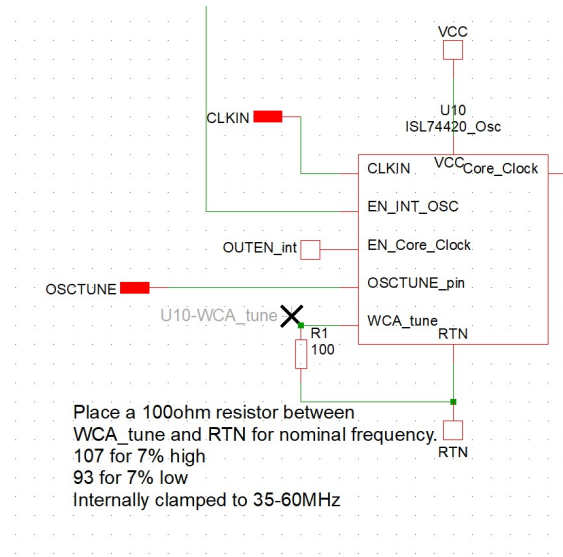 VCC
U10
ISL74420_Osc
CLKIN
CLKIN
VCC
Core_Clock
EN_INT_OSC
OUTEN_int
EN_Core_Clock
OSCTUNE
OSCTUNE_pin
U10-WCA_tune
WCA_tune
R1
100
RTN
Place a 100ohm resistor between
WCA_tune and RTN for nominal frequency.
107 for 7% high
93 for 7% low
Internally clamped to 35-60MHz
RTN